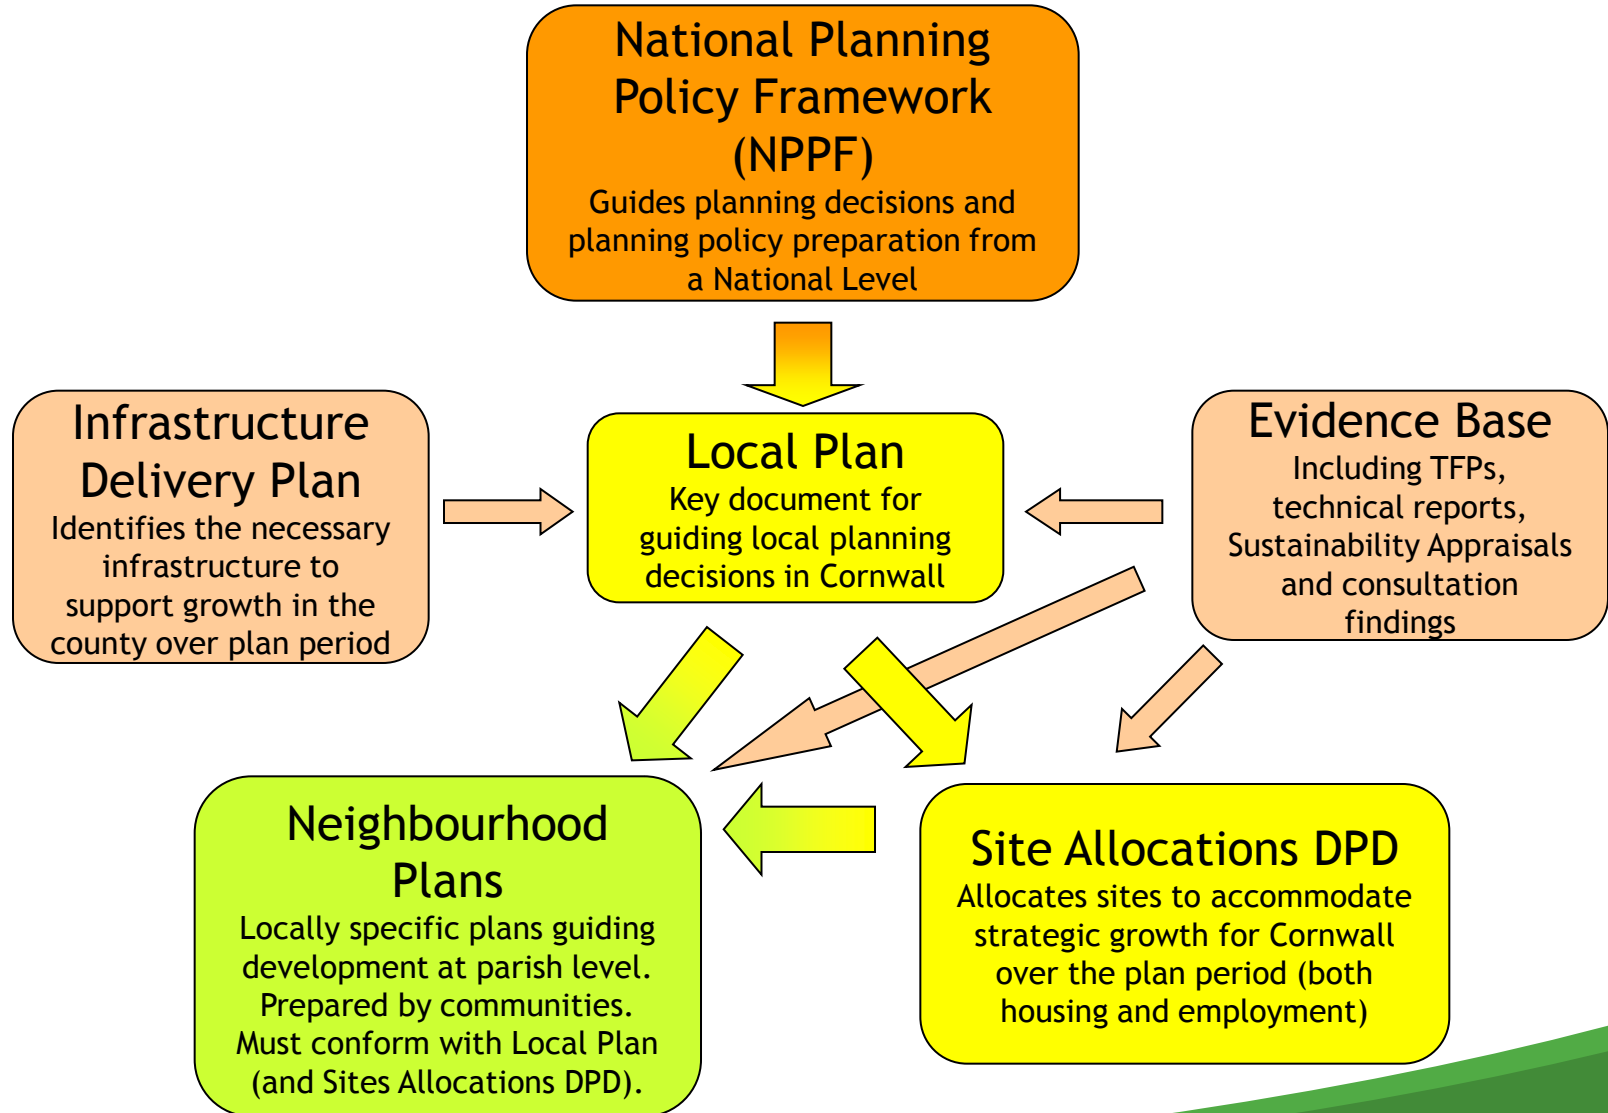 National Planning
Policy Framework
(NPPF)
Guides planning decisions and
planning policy preparation from
a National Level
Infrastructure
Delivery Plan
Identifies the necessary
infrastructure to
support growth in the
county over plan period
Local Plan
Key document for
guiding local planning
decisions in Cornwall
Evidence Base
Including TFPs,
technical reports,
Sustainability Appraisals
and consultation
findings
Neighbourhood
Plans
Locally specific plans guiding
development at parish level.
Prepared by communities.
Must conform with Local Plan
(and Sites Allocations DPD).
Site Allocations DPD
Allocates sites to accommodate
strategic growth for Cornwall
over the plan period (both
housing and employment)